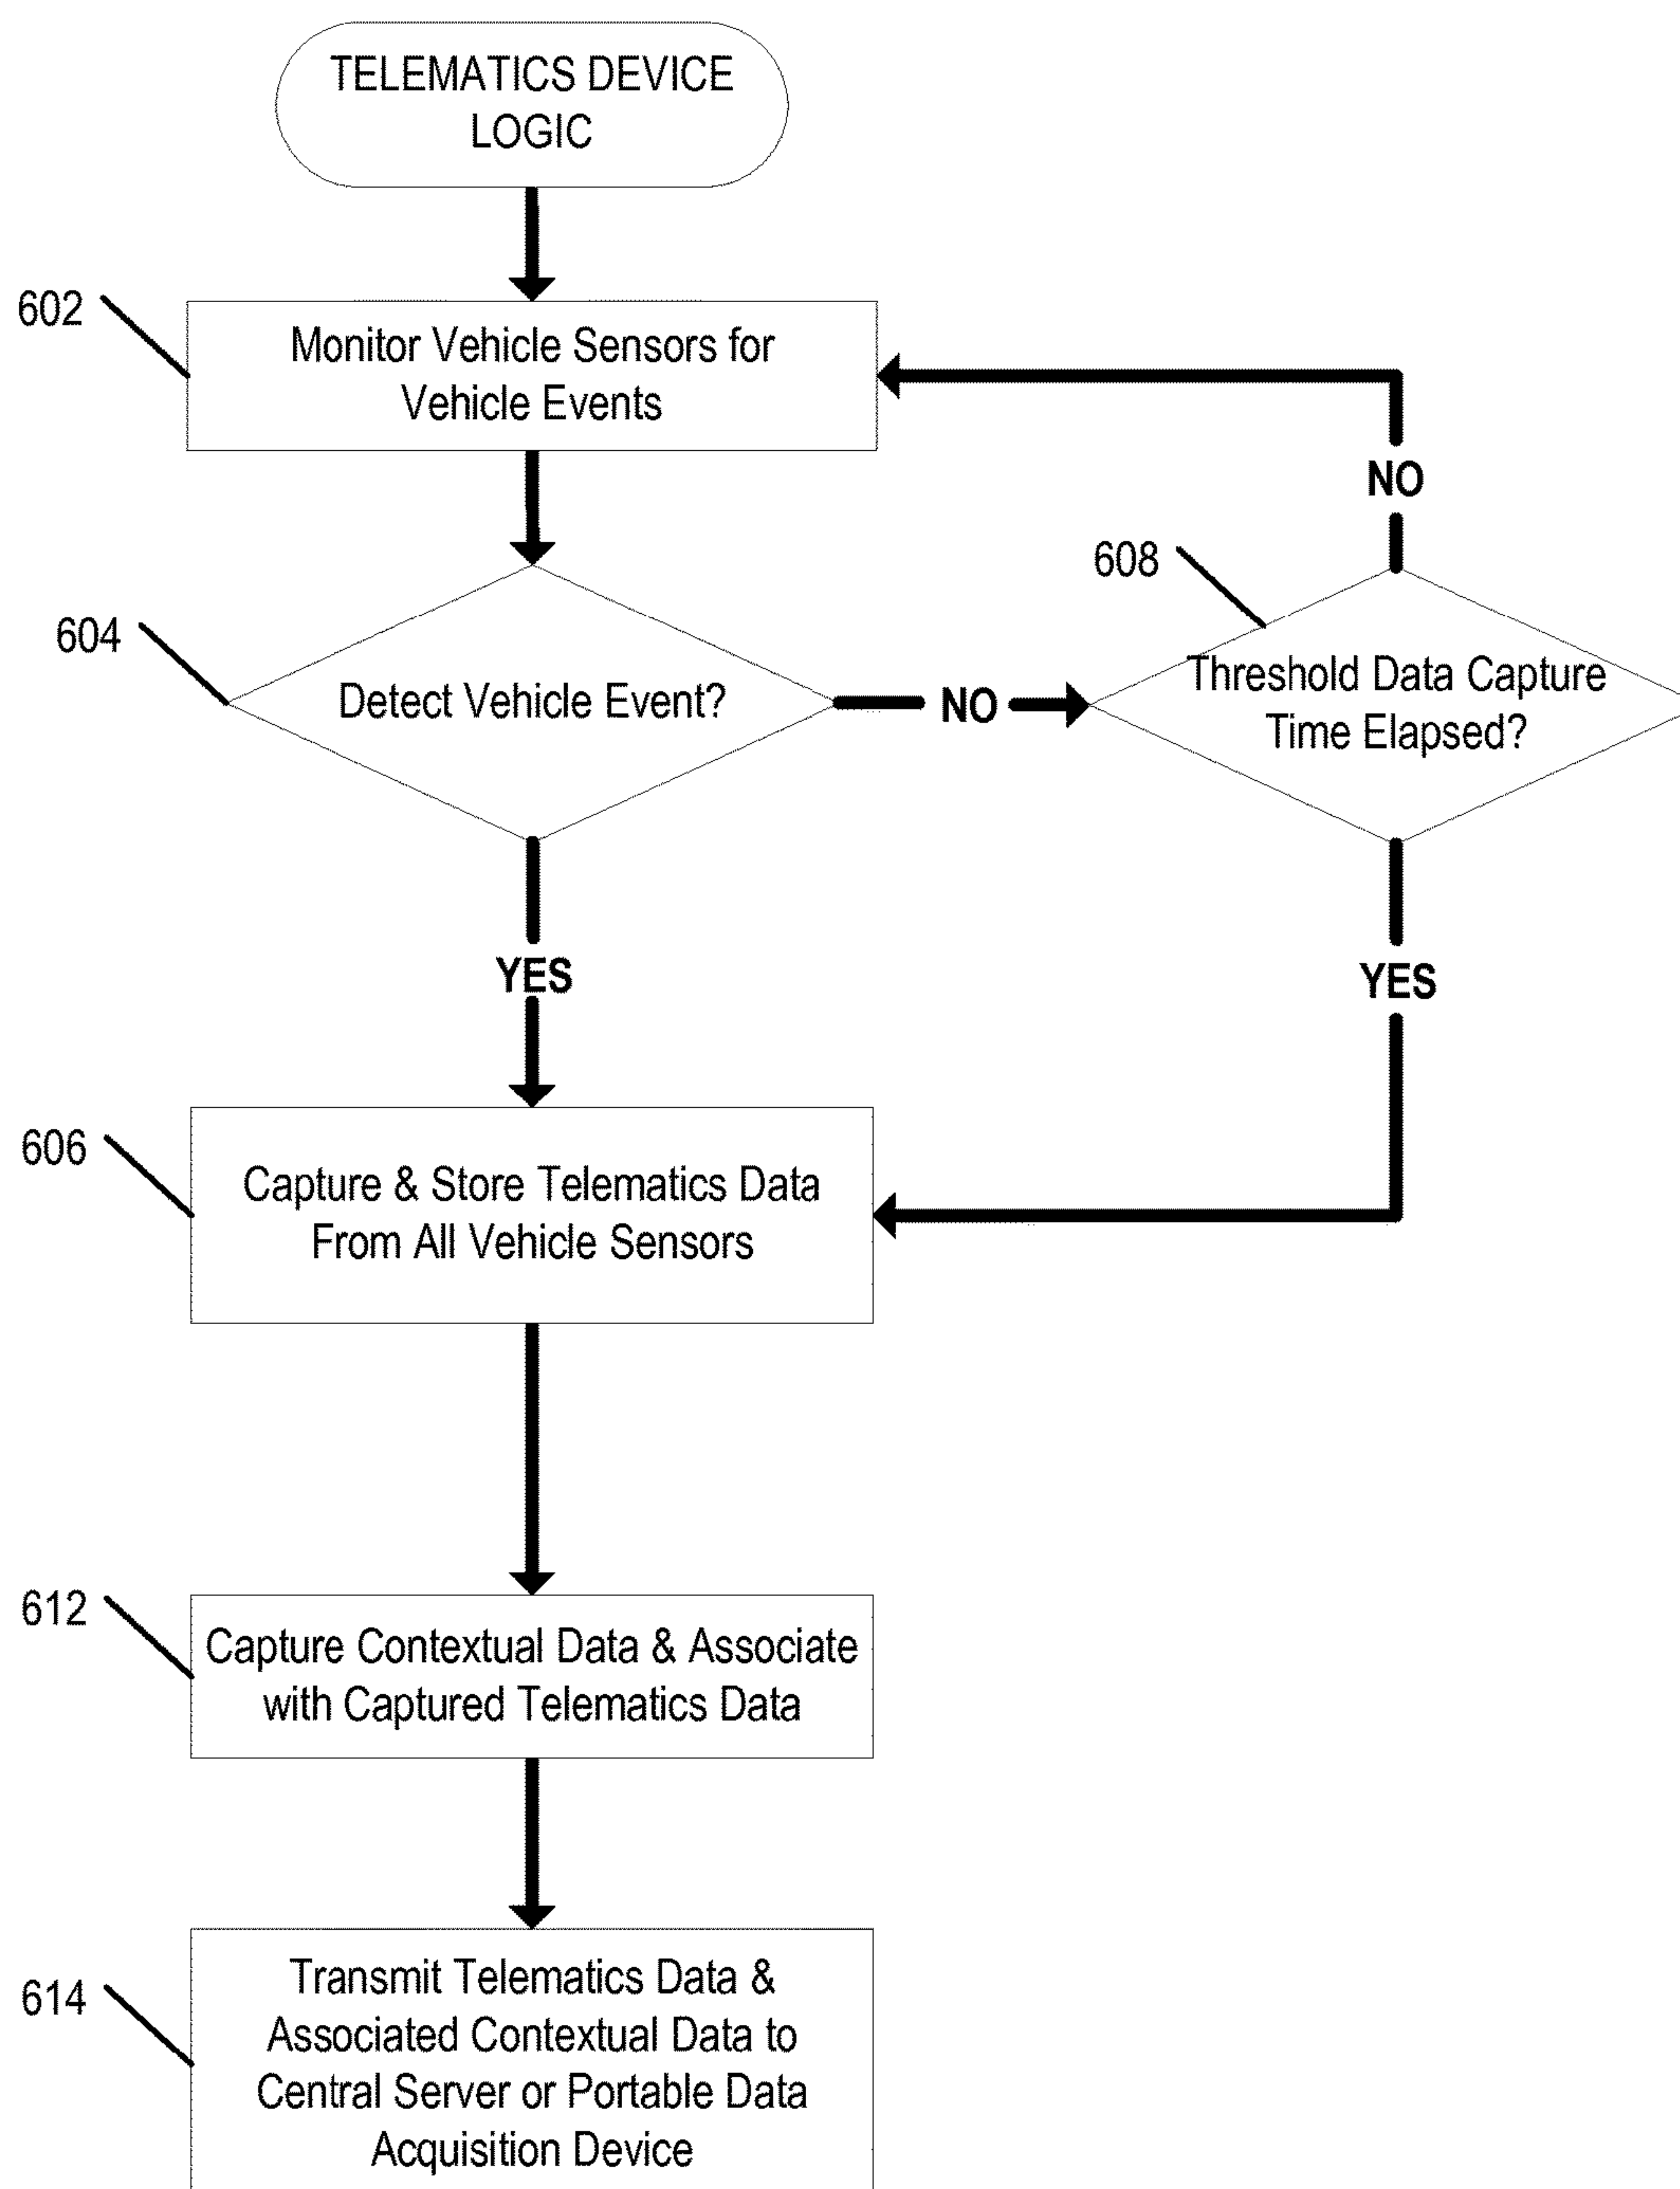 TELEMATICS DEVICE
LOGIC
602
Monitor Vehicle Sensors for
Vehicle Events
NO
608
604
Detect Vehicle Event?
NO
Threshold Data Capture
Time Elapsed?
YES
YES
606
Capture & Store Telematics Data
From All Vehicle Sensors
612
Capture Contextual Data & Associate
with Captured Telematics Data
614
Transmit Telematics Data &
Associated Contextual Data to
Central Server or Portable Data
Acquisition Device